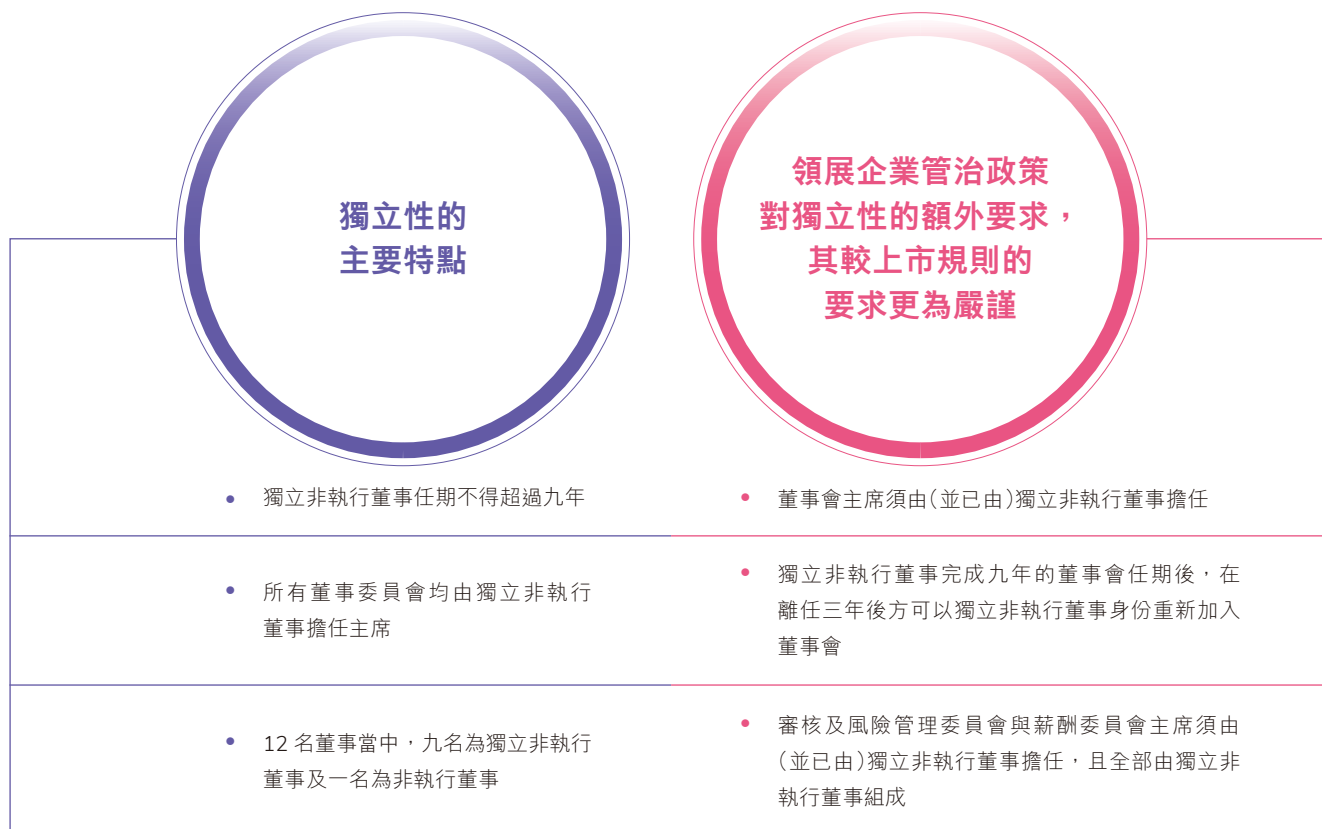 獨立性的
主要特點
領展企業管治政策
對獨立性的額外要求，
其較上市規則的
要求更為嚴謹
• 獨立非執行董事任期不得超過九年
• 董事會主席須由(並已由)獨立非執行董事擔任
• 所有董事委員會均由獨立非執行
董事擔任主席
• 獨立非執行董事完成九年的董事會任期後，在
離任三年後方可以獨立非執行董事身份重新加入
董事會
• 12 名董事當中，九名為獨立非執行
董事及一名為非執行董事
• 審核及風險管理委員會與薪酬委員會主席須由
(並已由)獨立非執行董事擔任，且全部由獨立非
執行董事組成